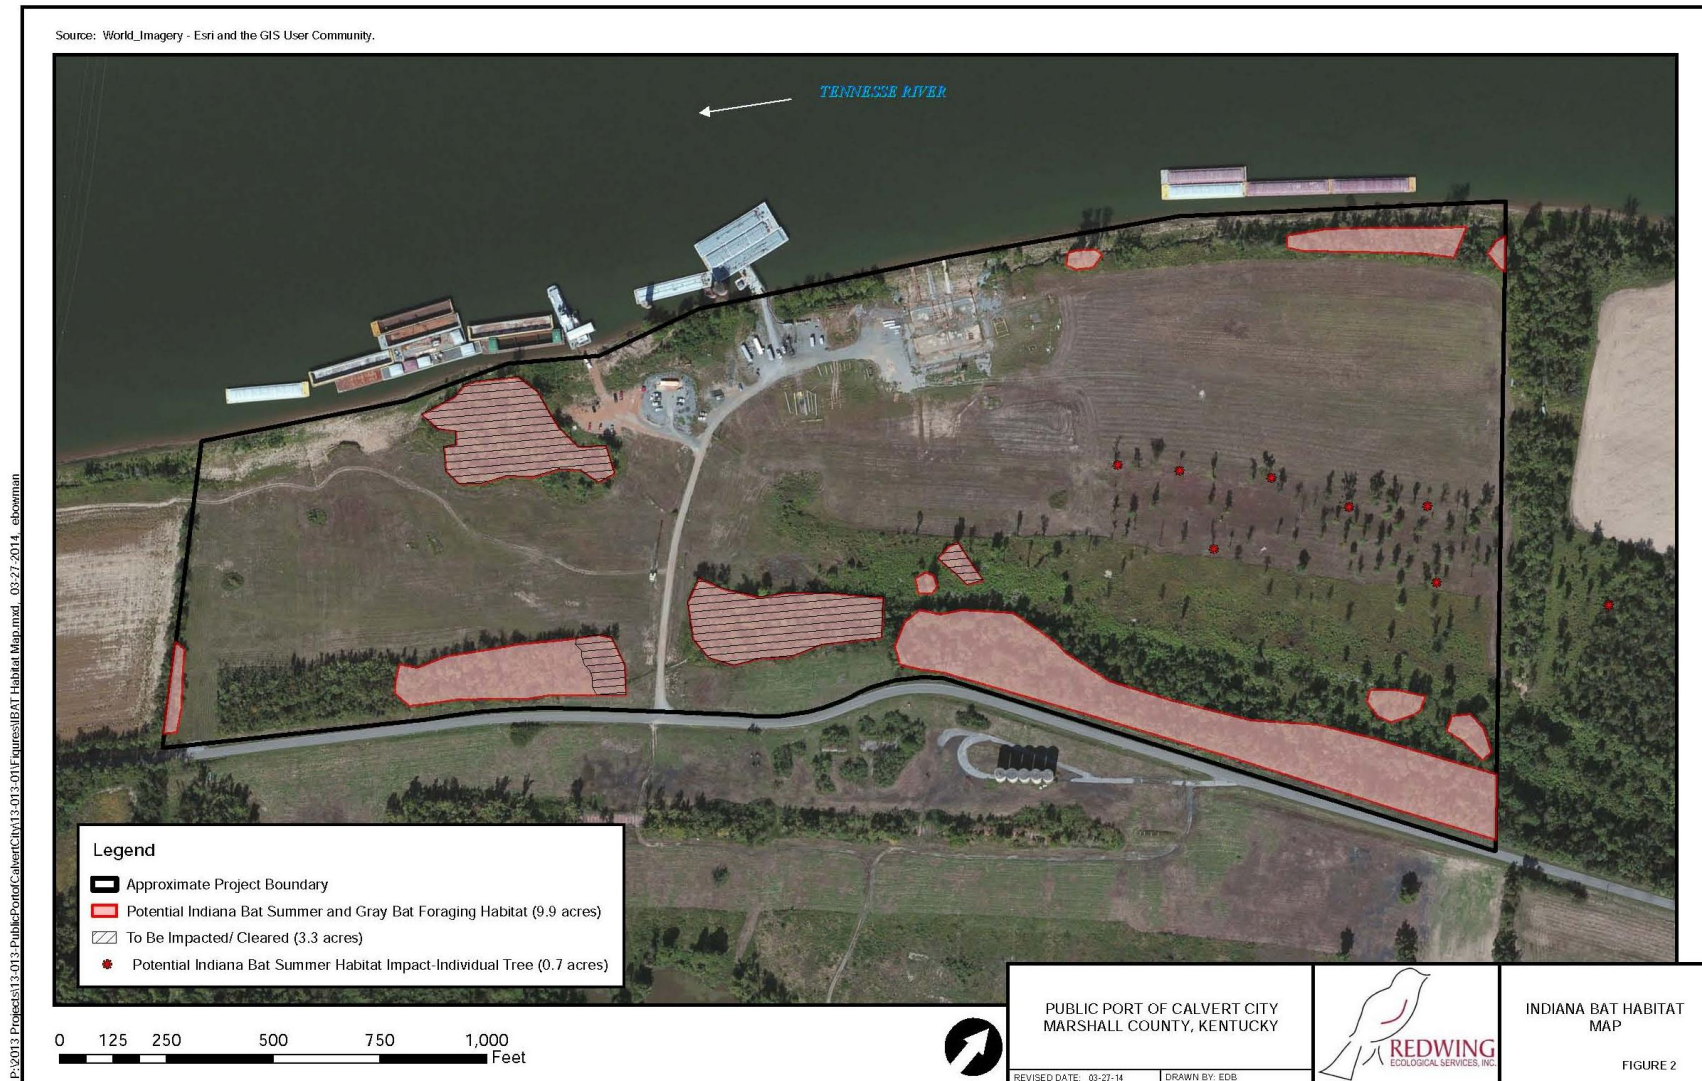 Source: World_Imagery - Esri and the GIS User Community.
TENNESSE RIVER
P:\2013 Projects\13-013-PublicPortofCalvertCity\13-013-01\Figures\IBAT Habitat Map.mxd, 03-27-2014, ebowman
Legend
Approximate Project Boundary
Potential Indiana Bat Summer and Gray Bat Foraging Habitat (9.9 acres)
To Be Impacted/ Cleared (3.3 acres)
Potential Indiana Bat Summer Habitat Impact-Individual Tree (0.7 acres)
0 125 250 500 750 1,000
Feet
PUBLIC PORT OF CALVERT CITY
MARSHALL COUNTY, KENTUCKY
REVISED DATE: 03-27-14
DRAWN BY: EDB
REDWING
ECOLOGICAL SERVICES, INC.
INDIANA BAT HABITAT
MAP
FIGURE 2